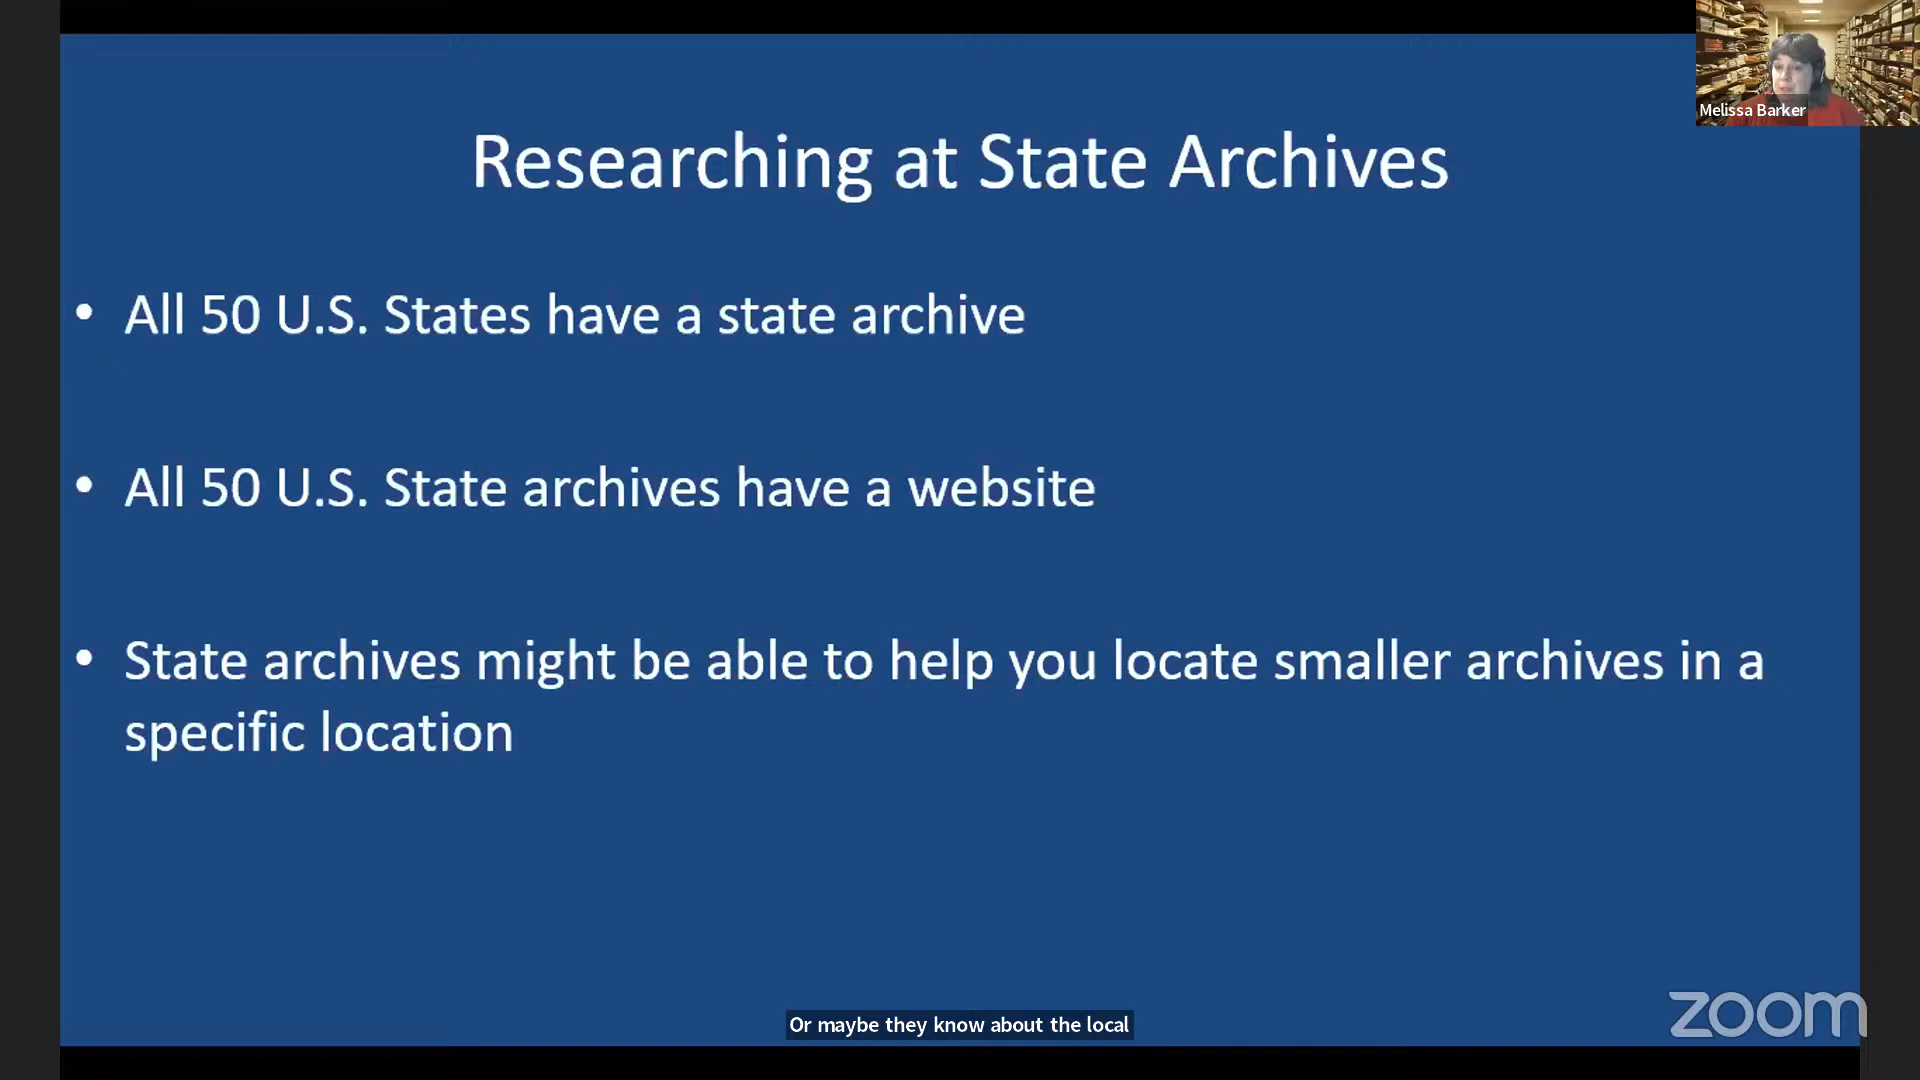 Melissa Barker
Researching at State Archives
• All 50 U.S. States have a state archive
• All 50 U.S. State archives have a website
• State archives might be able to help you locate smaller archives in a
specific location
Or maybe they know about the local
zoom